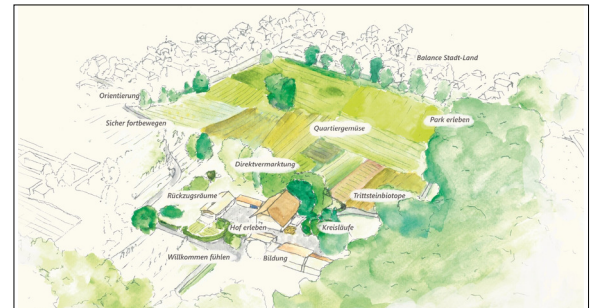 Balance Stadt-Land
Orientierung
Sicher fortbewegen
Park erleben
Quartiergemüse
Direktvermarktung
Rückzugsräume
Trittsteinbiotope
Hof erleben
Kreisläufe
Willkommen fühlen
Bildung